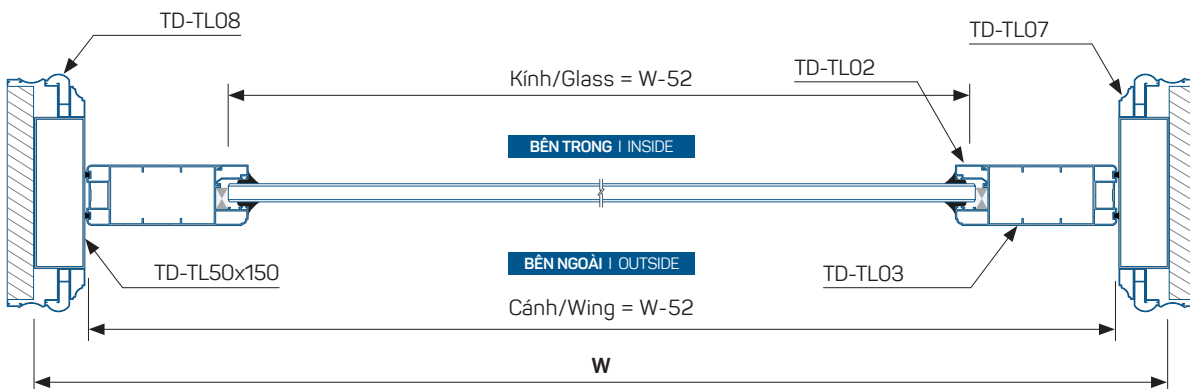 TD-TL08
TD-TL07
TD-TL02
Kính/Glass = W-52
BÊN TRONG | INSIDE
BÊN NGOÀI | OUTSIDE
TD-TL50x150
TD-TL03
Cánh/Wing = W-52
W